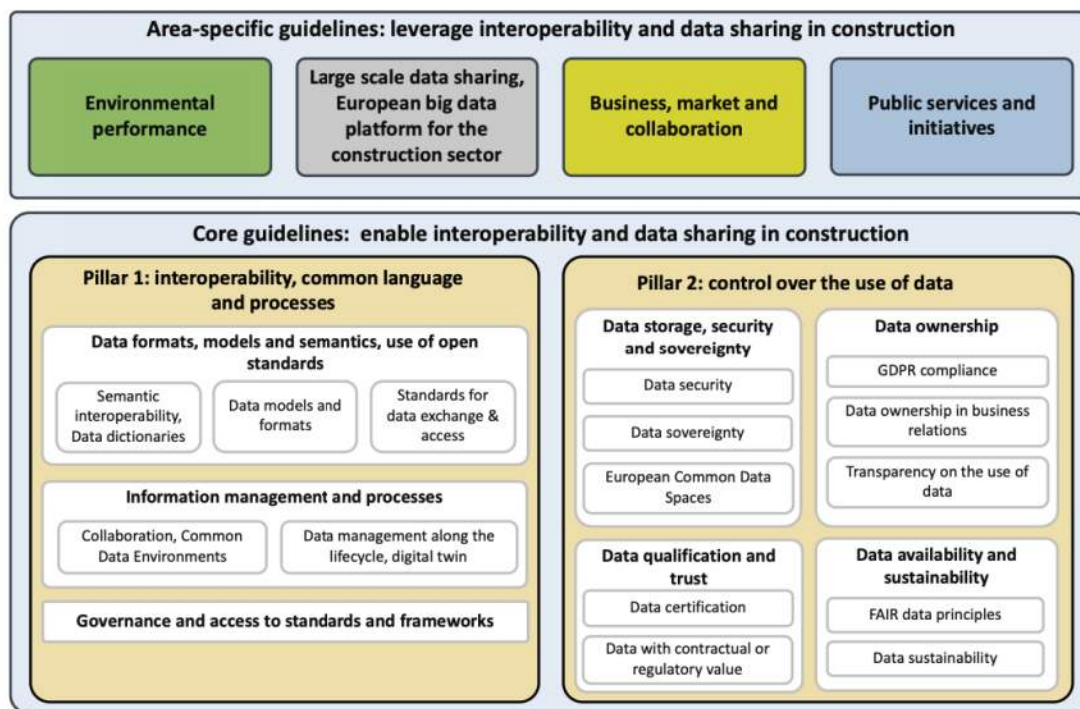 Area-specific guidelines: leverage interoperability and data sharing in construction
Environmental
performance
Large scale data sharing,
European big data
platform for the
construction sector
Business, market and
collaboration
Public services and
initiatives
Core guidelines: enable interoperability and data sharing in construction
Pillar 1: interoperability, common language
and processes
Data formats, models and semantics, use of open
standards
Semantic
interoperability,
Data dictionaries
Data models and
formats
Standards for
data exchange &
access
Information management and processes
Collaboration, Common
Data Environments
Data management along the
lifecycle, digital twin
Governance and access to standards and frameworks
Pillar 2: control over the use of data
Data storage, security
and sovereignty
Data security
Data sovereignty
European Common Data
Spaces
Data ownership
GDPR compliance
Data ownership in business
relations
Transparency on the use of
data
Data qualification and
trust
Data certification
Data with contractual or
regulatory value
Data availability and
sustainability
FAIR data principles
Data sustainability